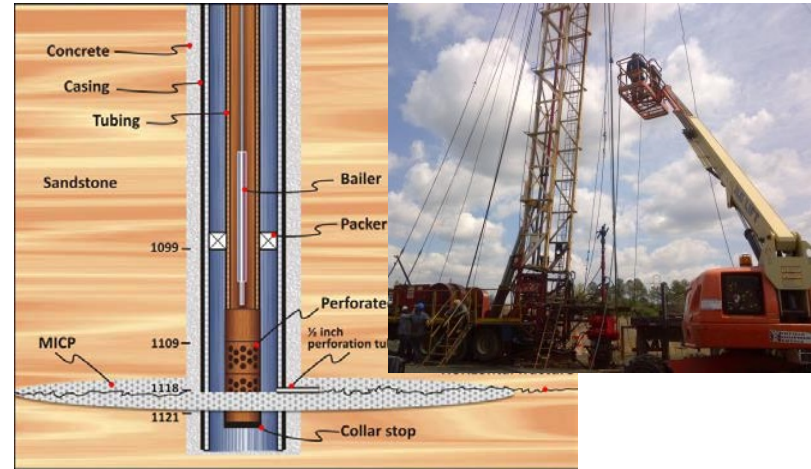 Concrete
Casing
Tubing
Sandstone
Bailer
Packer
1099
Perforate
1109
½ inch
perforation tu
MICP
1118
1121
Collar stop